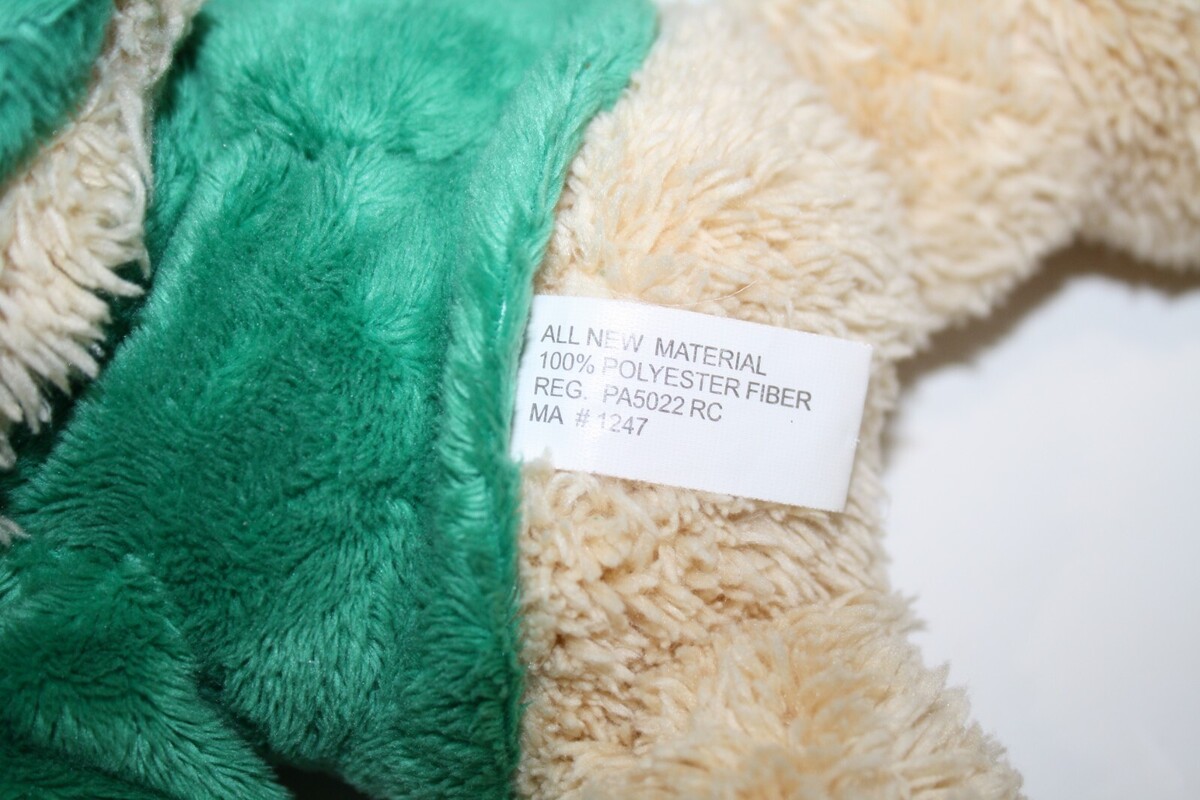 ALL NEW MATERIAL
100% POLYESTER FIBER
REG. PA5022 RC
MA # 1247